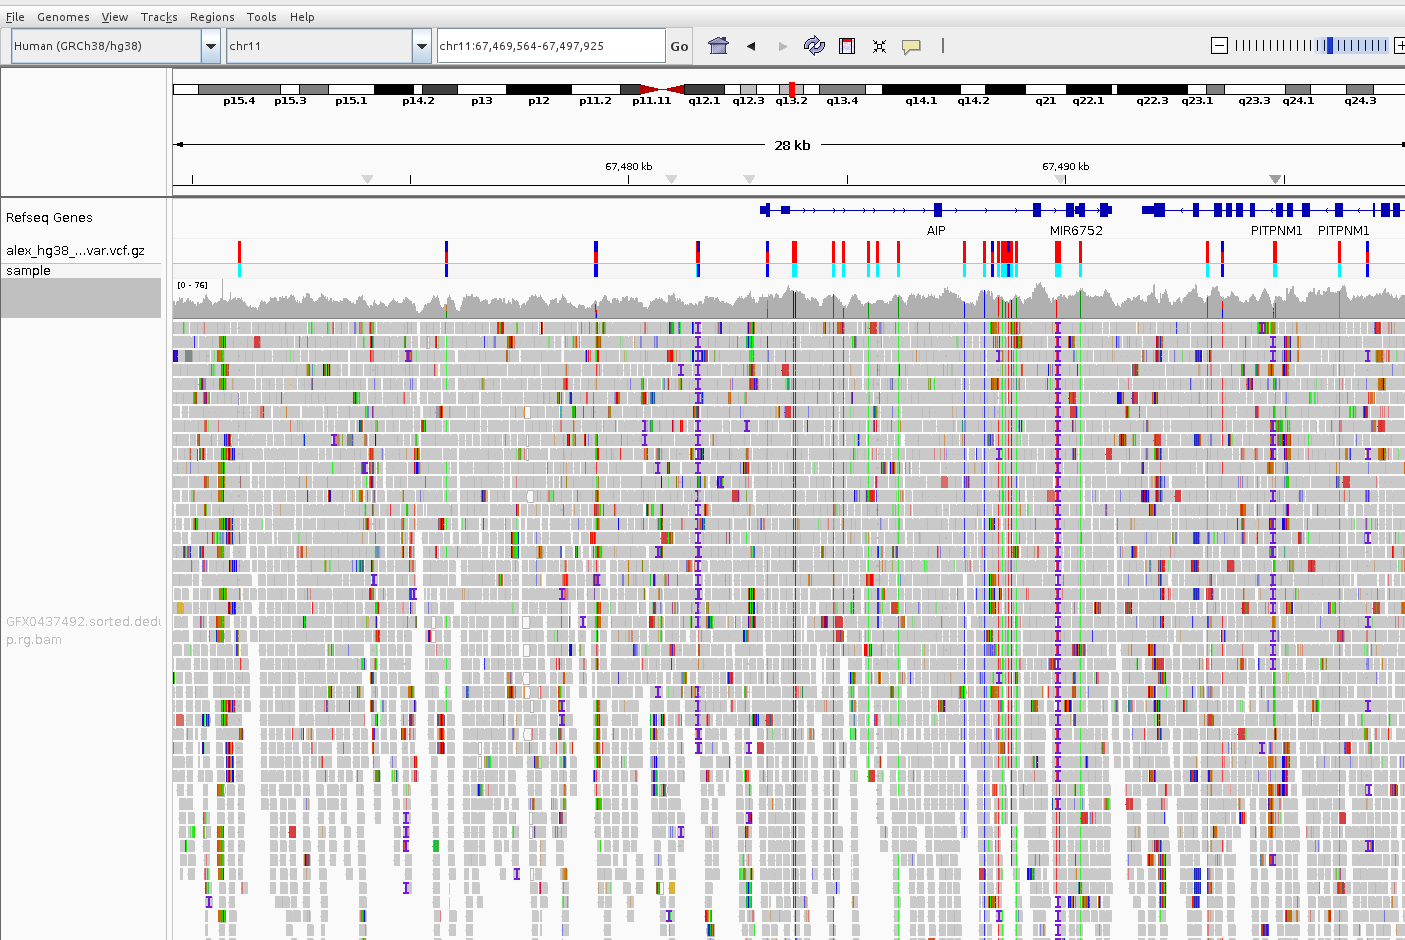 File Genomes View Tracks Regions Tools Help
Human (GRCh38/hg38) chr11 chr11:67,469,564-67,497,925 Go
p15.4 p15.3 p15.1 p14.2 p13 p12 p11.2 p11.11 q12.1 q12.3 q13.2 q13.4 q14.1 q14.2 q21 q22.1 q22.3 q23.1 q23.3 q24.1 q24.3
28 kb
67,480 kb 67,490 kb
Refseq Genes
AIP MIR6752 PITPNM1 PITPNM1
alex_hg38_...var.vcf.gz
sample
[0 - 76]
GFX0437492.sorted.dedu
p.rg.bam